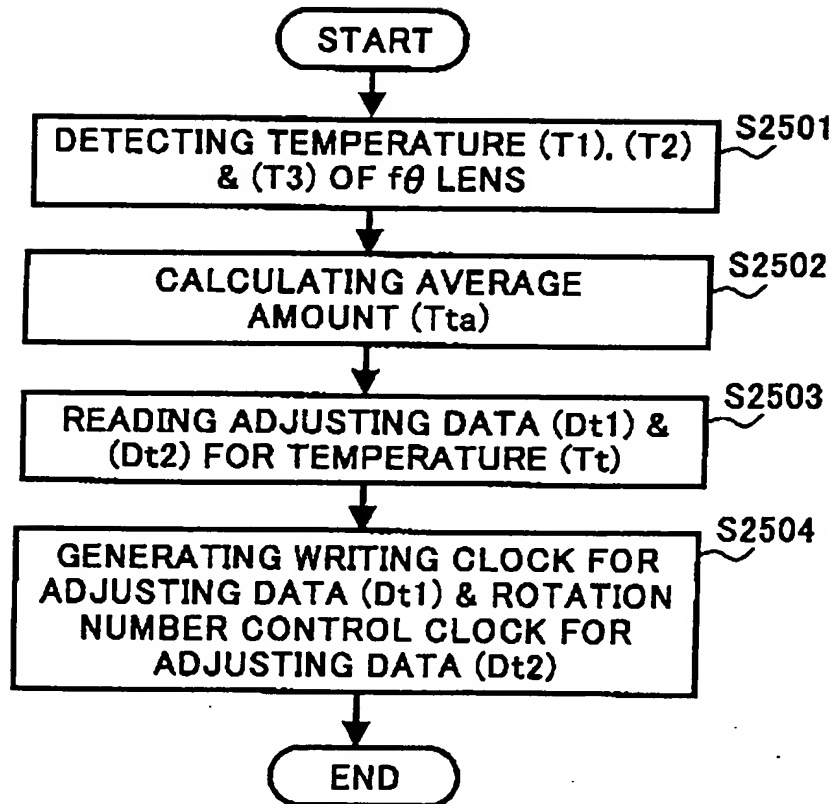 START
DETECTING TEMPERATURE (T1), (T2)
& (T3) OF fθ LENS
S2501
CALCULATING AVERAGE
AMOUNT (Tta)
S2502
READING ADJUSTING DATA (Dt1) &
(Dt2) FOR TEMPERATURE (Tt)
S2503
GENERATING WRITING CLOCK FOR
ADJUSTING DATA (Dt1) & ROTATION
NUMBER CONTROL CLOCK FOR
ADJUSTING DATA (Dt2)
S2504
END